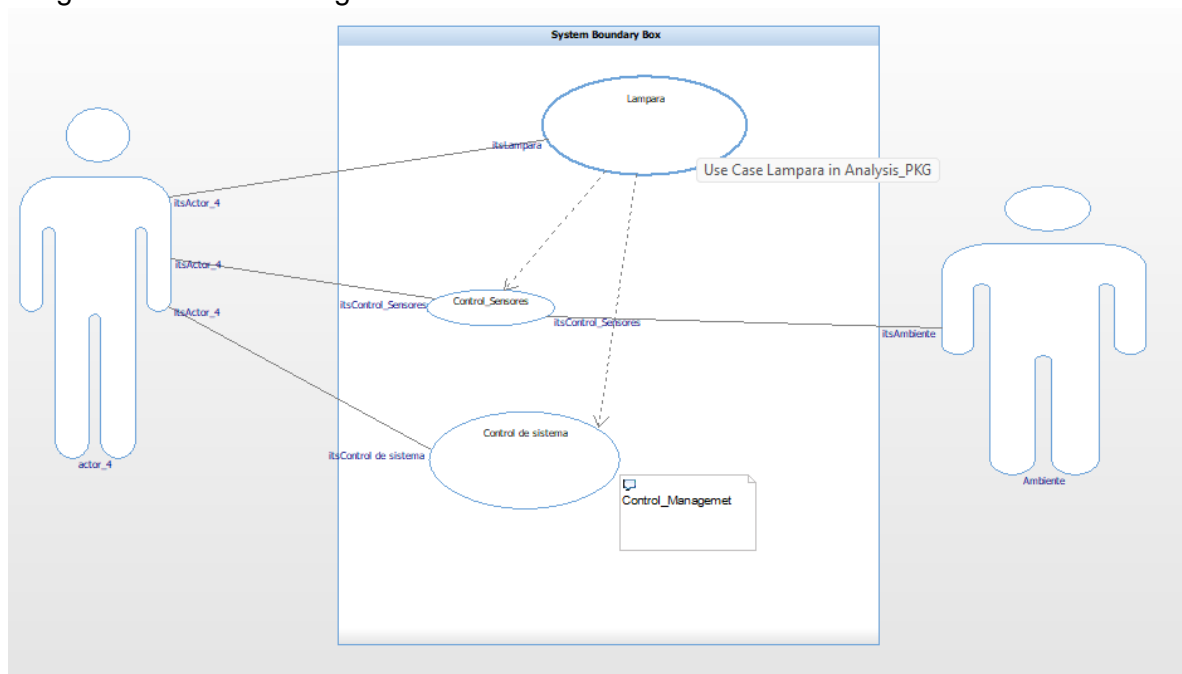 System Boundary Box
Lampara
itsLampara
Use Case Lampara in Analysis_PKG
itsActor_4
itsActor_4
itsControl_Sensores
Control_Sensores
itsActor_4
itsControl_Sensores
itsAmbiente
Control de sistema
itsControl de sistema
actor_4
Ambiente
Control_Managemet